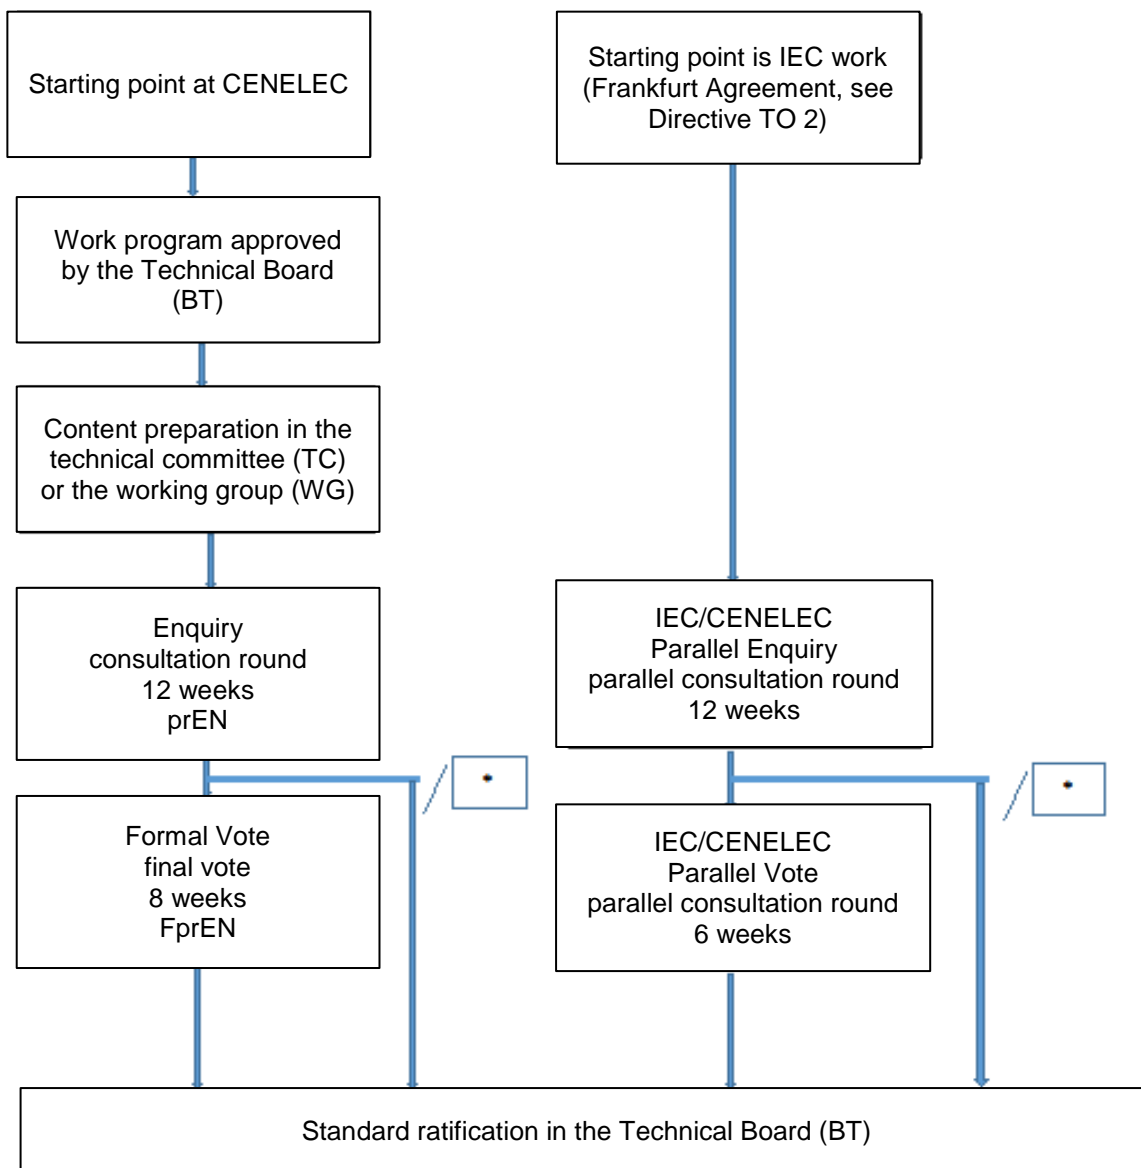 Starting point at CENELEC
Work program approved
by the Technical Board
(BT)
Content preparation in the
technical committee (TC)
or the working group (WG)
Enquiry
consultation round
12 weeks
prEN
*
Formal Vote
final vote
8 weeks
FprEN
Starting point is IEC work
(Frankfurt Agreement, see
Directive TO 2)
IEC/CENELEC
Parallel Enquiry
parallel consultation round
12 weeks
*
IEC/CENELEC
Parallel Vote
parallel consultation round
6 weeks
Standard ratification in the Technical Board (BT)